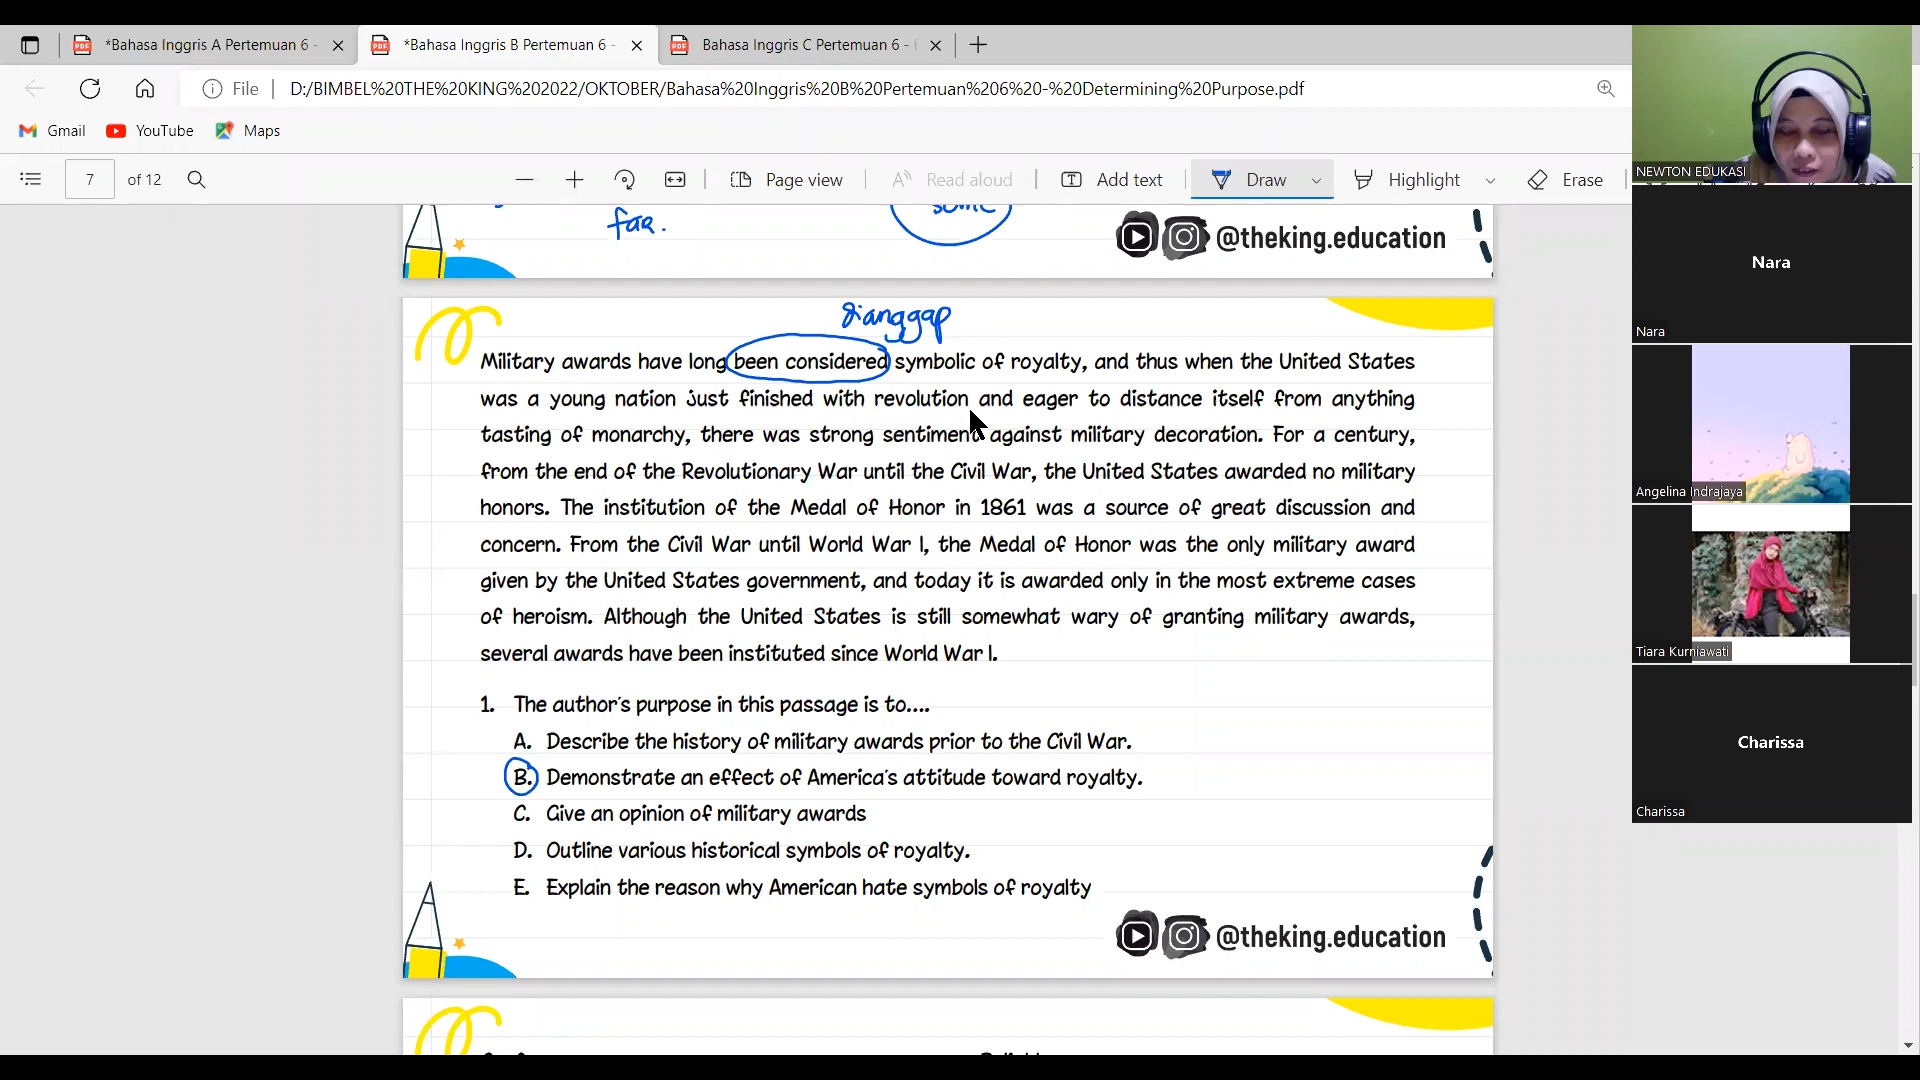 *Bahasa Inggris A Pertemuan 6 -
*Bahasa Inggris B Pertemuan 6 -
Bahasa Inggris C Pertemuan 6 -
File
D:/BIMBEL%20THE%20KING%202022/OKTOBER/Bahasa%20Inggris%20B%20Pertemuan%206%20-%20Determining%20Purpose.pdf
Gmail
YouTube
Maps
7 of 12
Page view
Read aloud
Add text
Draw
Highlight
Erase
far.
@theking.education
dianggap
Military awards have long been considered symbolic of royalty, and thus when the United States
was a young nation just finished with revolution and eager to distance itself from anything
tasting of monarchy, there was strong sentiment against military decoration. For a century,
from the end of the Revolutionary War until the Civil War, the United States awarded no military
honors. The institution of the Medal of Honor in 1861 was a source of great discussion and
concern. From the Civil War until World War I, the Medal of Honor was the only military award
given by the United States government, and today it is awarded only in the most extreme cases
of heroism. Although the United States is still somewhat wary of granting military awards,
several awards have been instituted since World War I.
1. The author's purpose in this passage is to....
A. Describe the history of military awards prior to the Civil War.
B. Demonstrate an effect of America's attitude toward royalty.
C. Give an opinion of military awards
D. Outline various historical symbols of royalty.
E. Explain the reason why American hate symbols of royalty
@theking.education
NEWTON EDUKASI
Nara
Nara
Angelina Indrajaya
Tiara Kurniawati
Charissa
Charissa